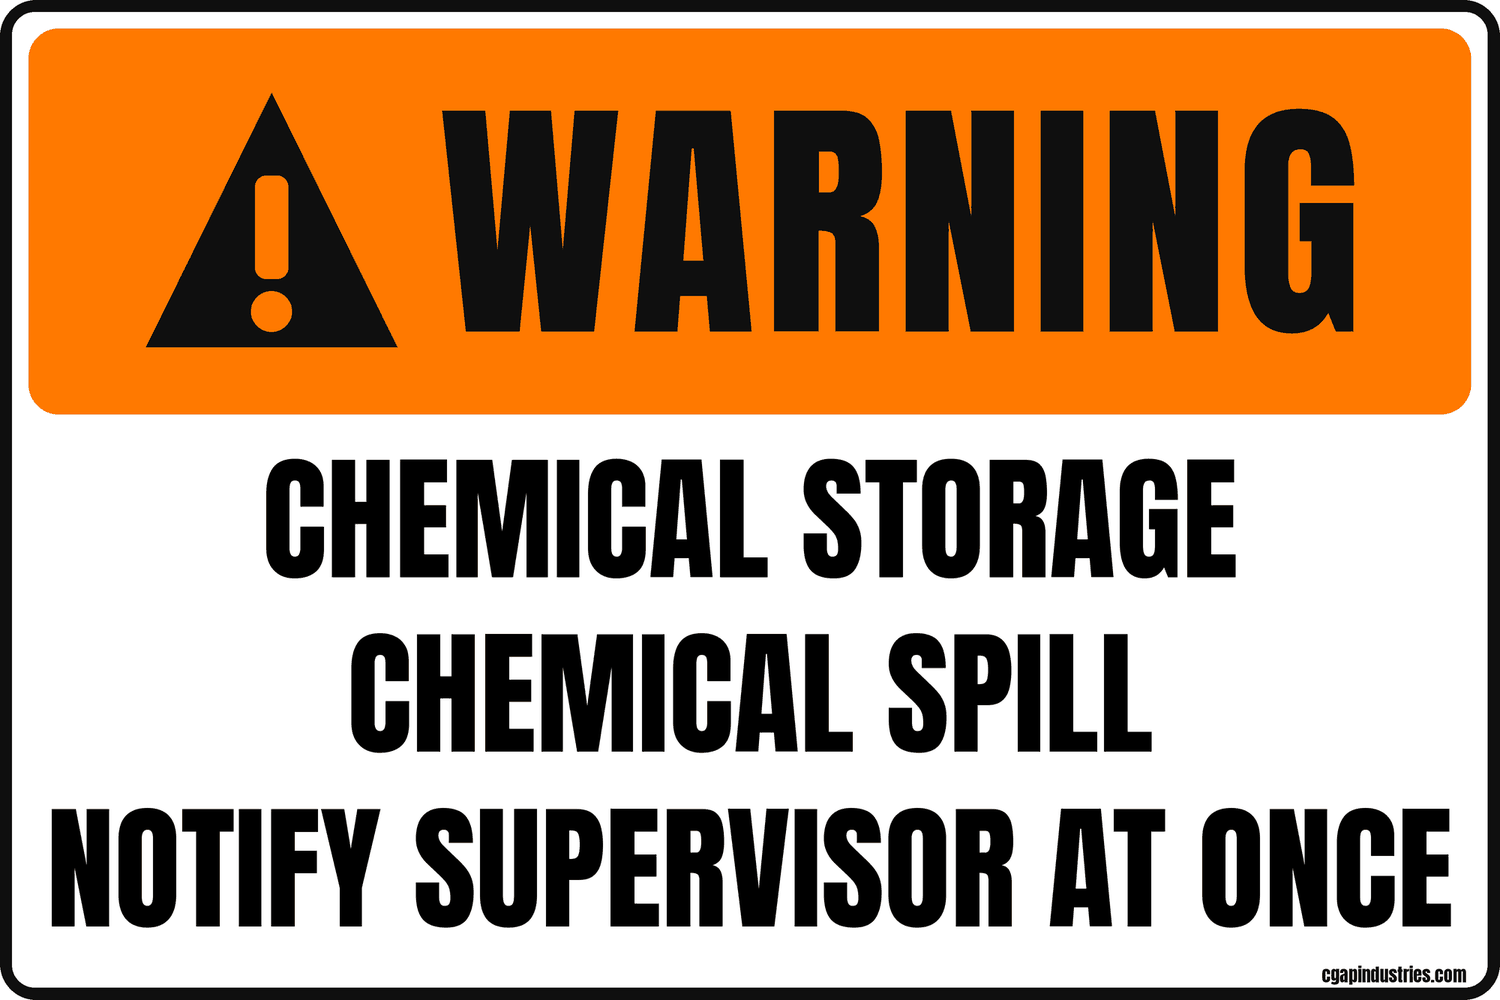 WARNING
CHEMICAL STORAGE
CHEMICAL SPILL
NOTIFY SUPERVISOR AT ONCE
cgapindustries.com